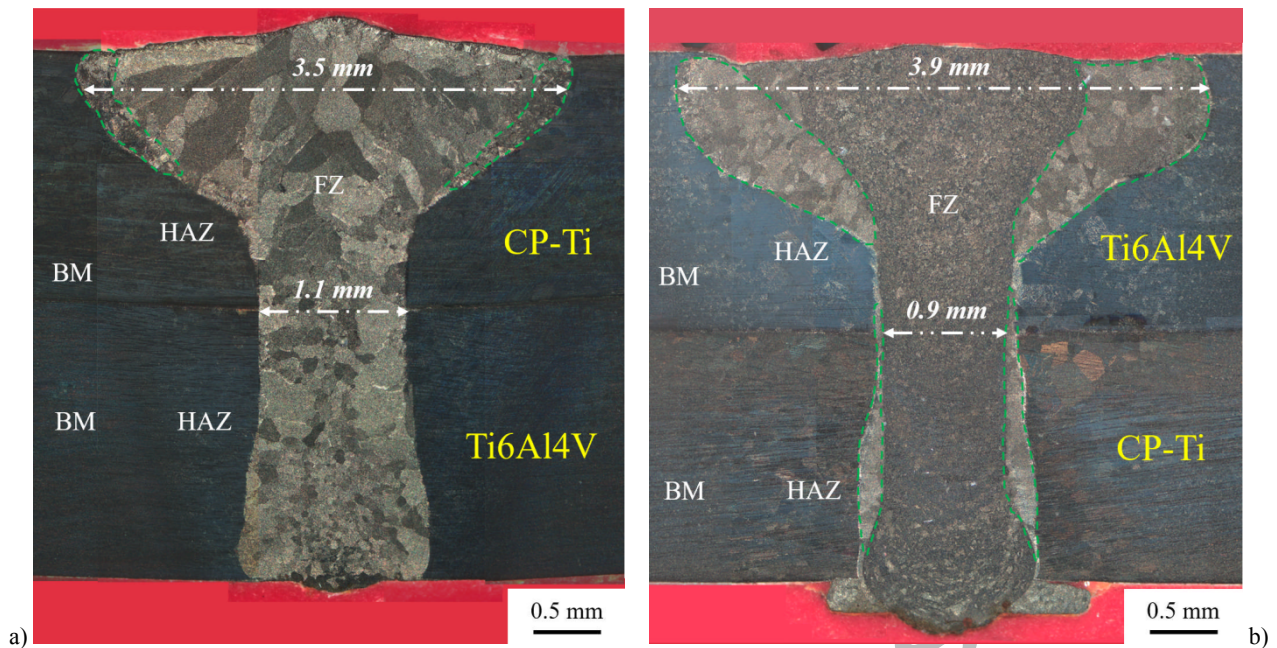 3.5 mm
FZ
HAZ
CP-Ti
BM
1.1 mm
BM
HAZ
Ti6Al4V
0.5 mm
a)
3.9 mm
FZ
HAZ
Ti6Al4V
BM
0.9 mm
CP-Ti
BM
HAZ
0.5 mm
b)